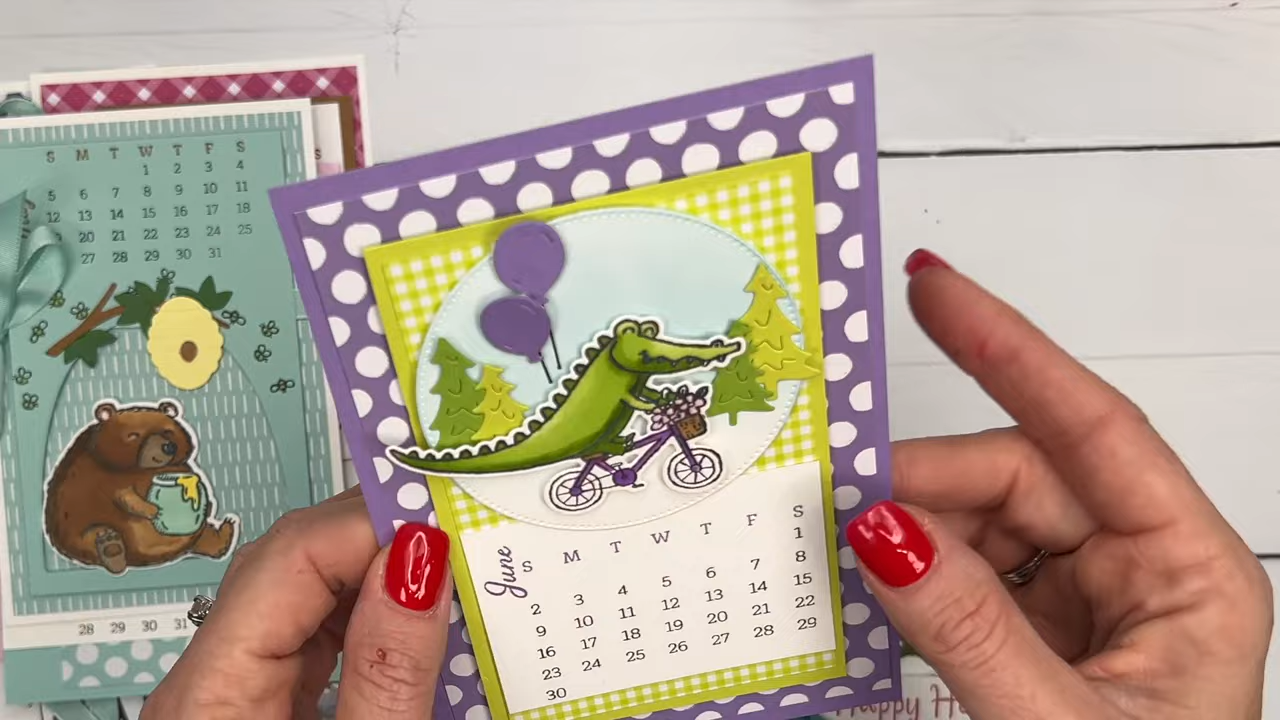 S M T W T F S
1 2 3 4
5 6 7 8 9 10 11
12 13 14 15 16 17 18
20 21 22 23 24 25
27 28 29 30 31
28 29 30 31
S
June
S M T W T F S
1
2 3 4 5 6 7 8
9 10 11 12 13 14 15
16 17 18 19 20 21 22
23 24 25 26 27 28 29
30
Happy